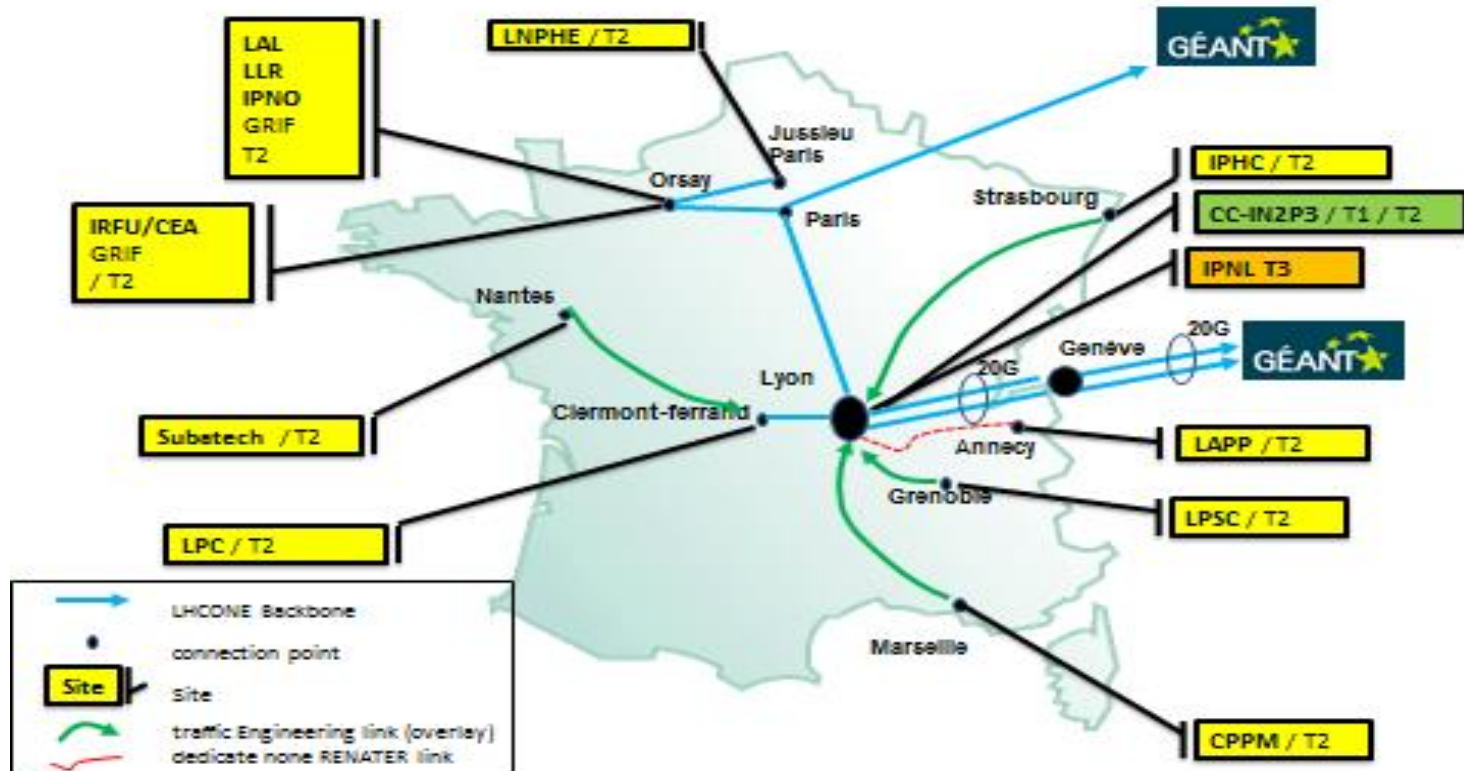 LAL
LLR
IPNO
GRIF
T2
LNPHE / T2
GÉANT
Jussieu
Paris
Orsay
Paris
Strasbourg
IPHC / T2
CC-IN2P3 / T1 / T2
IPNL T3
IRFU/CEA
GRIF
/ T2
Nantes
20G
Genève
20G
GÉANT
Lyon
Clermont-ferrand
Annecy
LAPP / T2
Subatech / T2
Grenoble
LPSC / T2
LPC / T2
Marseille
CPPM / T2
LHCONE Backbone
connection point
Site
Site
traffic Engineering link (overlay)
dedicate none RENATER link